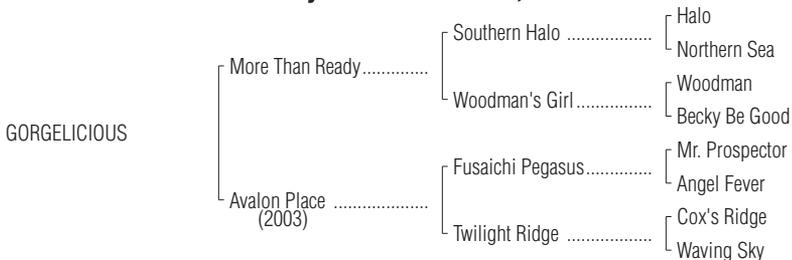 Halo
Southern Halo ..................
Northern Sea
More Than Ready..............
Woodman
Woodman's Girl................
Becky Be Good
GORGELICIOUS
Mr. Prospector
Fusaichi Pegasus..............
Angel Fever
Avalon Place ....................
(2003)
Cox's Ridge
Twilight Ridge ..................
Waving Sky